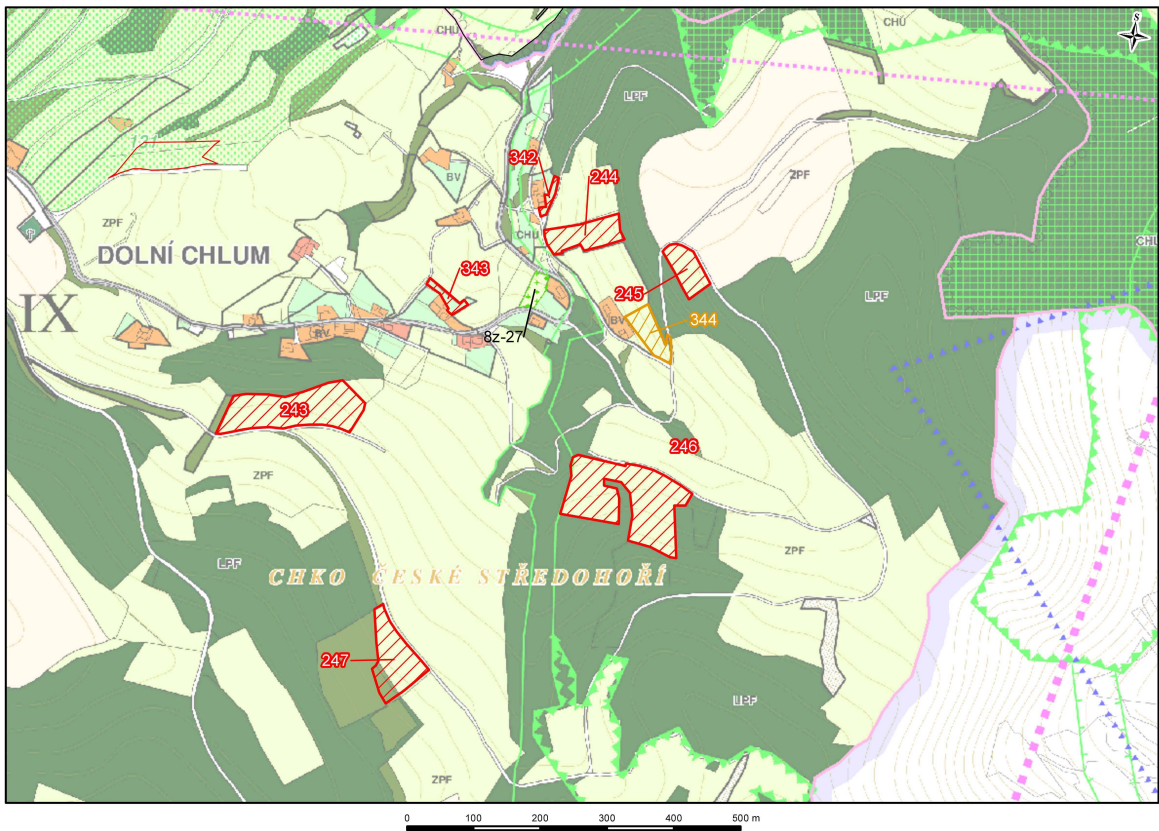 S
CHÚ
CHÚ
LPF
342
244
BV
ZPF
ZPF
CHÚ
CHÚ
DOLNÍ CHLUM
343
245
LPF
IX
BV
BV
344
8z-27
243
246
ZPF
ZPF
LPF
CHKO ČESKÉ STŘEDOHOŘÍ
247
LPF
ZPF
0 100 200 300 400 500 m